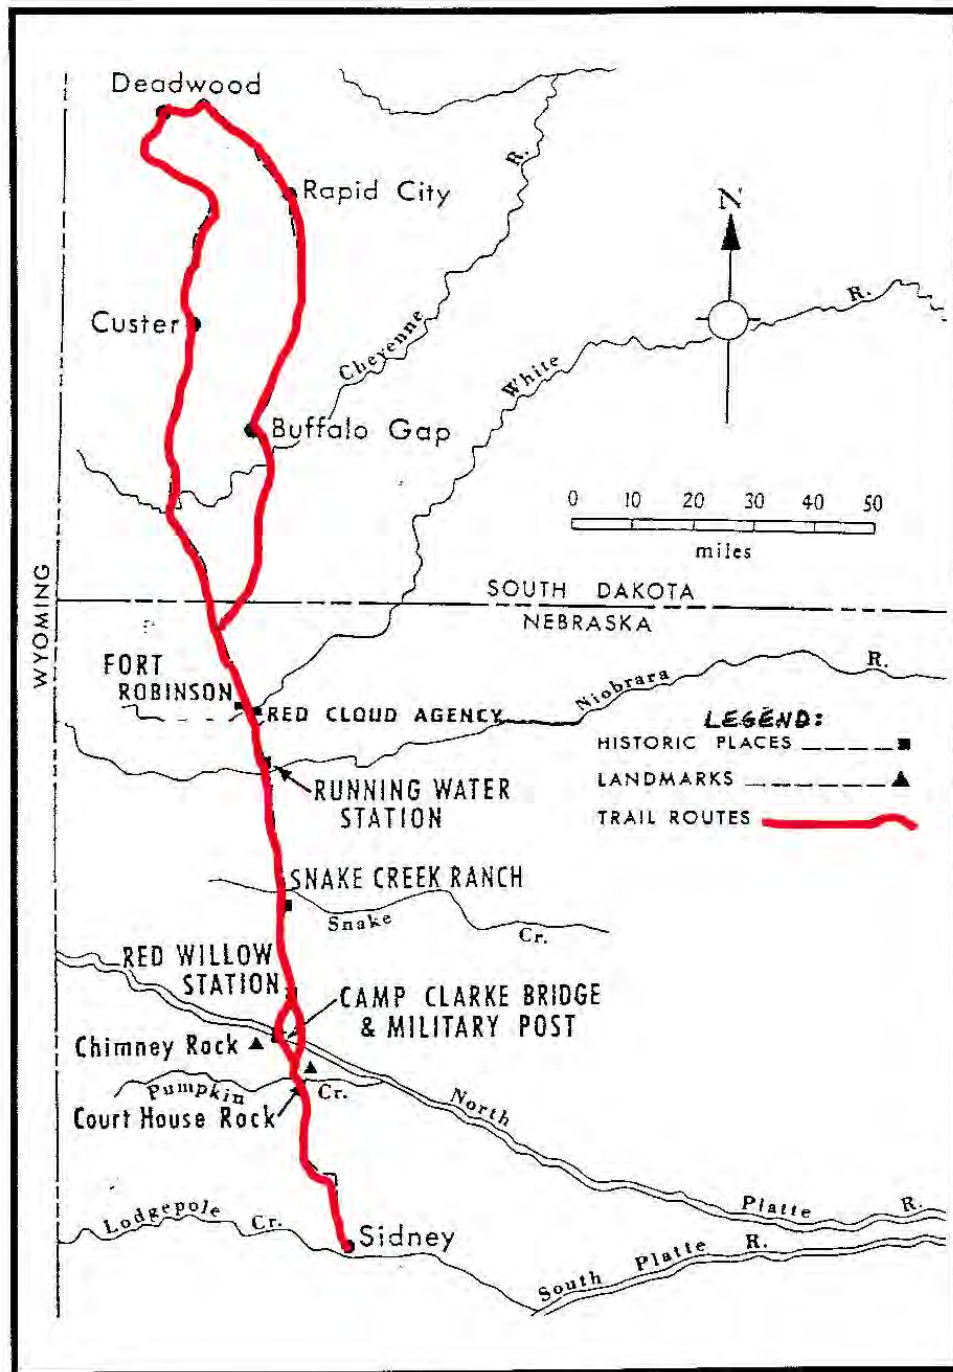 Deadwood
R.
Rapid City
N
Custer
Cheyenne
White
R.
Buffalo Gap
0 10 20 30 40 50
miles
WYOMING
SOUTH DAKOTA
NEBRASKA
FORT
ROBINSON
RED CLOUD AGENCY
Niobrara
R.
LEGEND:
HISTORIC PLACES
LANDMARKS
TRAIL ROUTES
RUNNING WATER
STATION
SNAKE CREEK RANCH
Snake
Cr.
RED WILLOW
STATION
CAMP CLARKE BRIDGE
& MILITARY POST
Chimney Rock
Pumpkin
Cr.
Court House Rock
North
Platte
R.
Lodgepole
Cr.
Sidney
South
Platte
R.